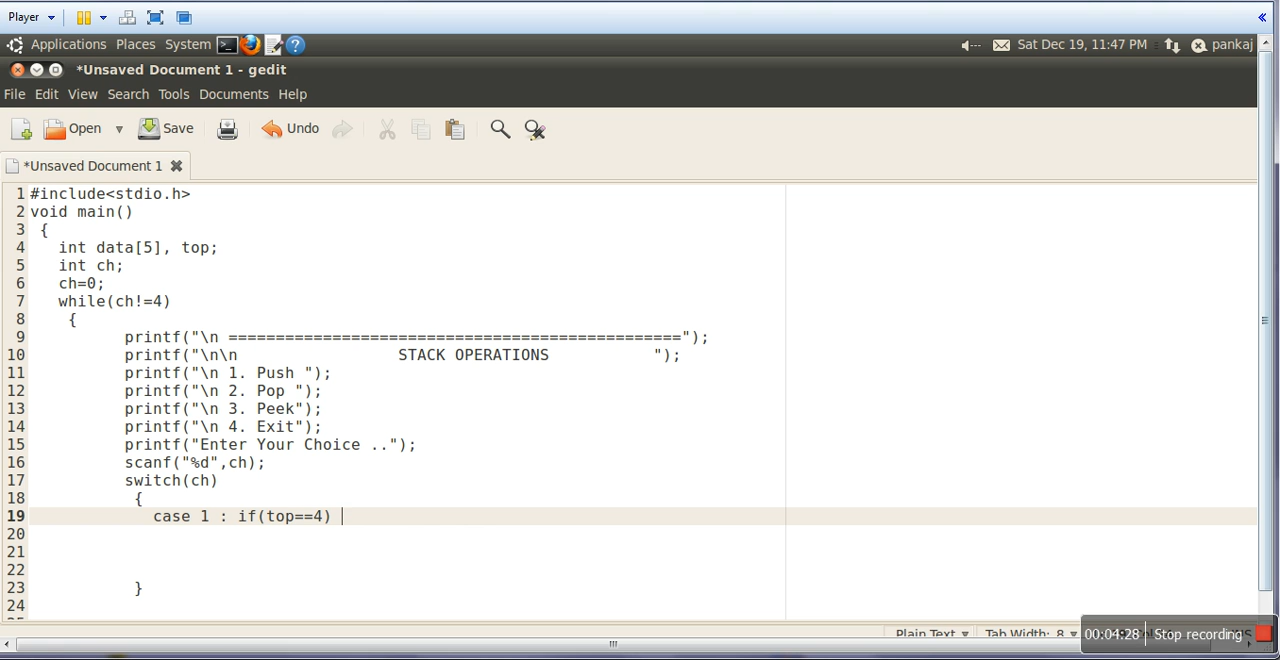 Player
Applications Places System Sat Dec 19, 11:47 PM pankaj
*Unsaved Document 1 - gedit
File Edit View Search Tools Documents Help
Open Save Undo
*Unsaved Document 1
1 #include<stdio.h>
2 void main()
3 {
4 int data[5], top;
5 int ch;
6 ch=0;
7 while(ch!=4)
8 {
9 printf("\n ================================================");
10 printf("\n\n                 STACK OPERATIONS           ");
11 printf("\n 1. Push ");
12 printf("\n 2. Pop ");
13 printf("\n 3. Peek");
14 printf("\n 4. Exit");
15 printf("Enter Your Choice ..");
16 scanf("%d",ch);
17 switch(ch)
18 {
19 case 1 : if(top==4)
20
21
22
23 }
24
Plain Text Tab Width: 8
00:04:28 Stop recording